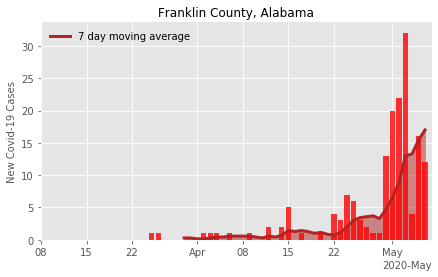 Franklin County, Alabama
7 day moving average
New Covid-19 Cases
30
25
20
15
10
5
0
08
15
22
Apr
08
15
22
May
2020-May